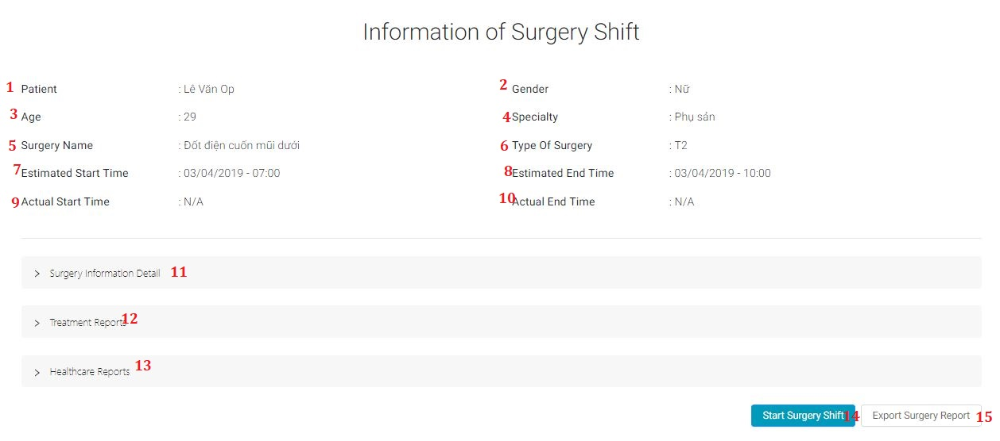 Information of Surgery Shift
1 Patient : Lê Văn Op 2 Gender : Nữ
3 Age : 29 4 Specialty : Phụ sản
5 Surgery Name : Đốt điện cuốn mũi dưới 6 Type Of Surgery : T2
7 Estimated Start Time : 03/04/2019 - 07:00 8 Estimated End Time : 03/04/2019 - 10:00
9 Actual Start Time : N/A 10 Actual End Time : N/A
> Surgery Information Detail 11
> Treatment Reports 12
> Healthcare Reports 13
Start Surgery Shift 14 Export Surgery Report 15